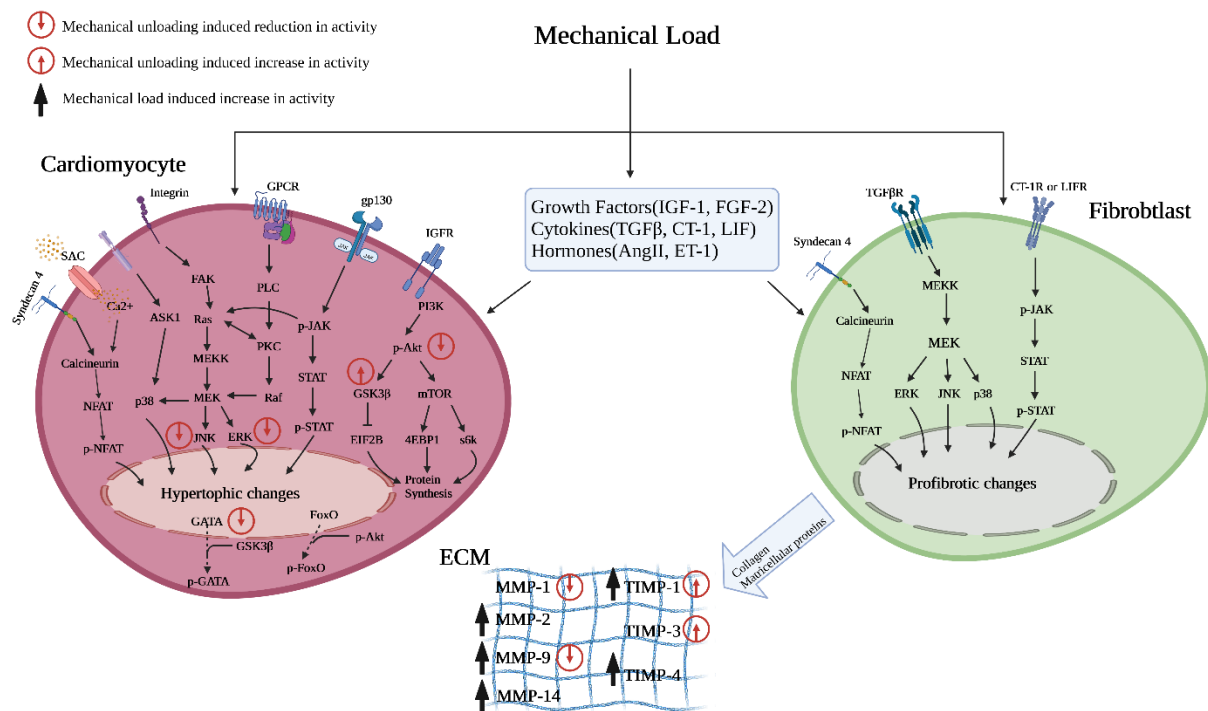 Mechanical unloading induced reduction in activity
Mechanical unloading induced increase in activity
Mechanical load induced increase in activity
Mechanical Load
Cardiomyocyte
Integrin
GPCR
gp130
IGFR
SAC
Syndecan 4
Ca2+
JAK
JAK
FAK
PLC
PI3K
ASK1
Ras
p-JAK
PKC
p-Akt
Calcineurin
MEKK
STAT
GSK3β
mTOR
NFAT
p38
MEK
Raf
p-NFAT
JNK
ERK
p-STAT
EIF2B
4EBP1
s6k
Protein
Synthesis
Hypertophic changes
GATA
GSK3β
p-GATA
FoxO
p-Akt
p-FoxO
Growth Factors(IGF-1, FGF-2)
Cytokines(TGFβ, CT-1, LIF)
Hormones(AngII, ET-1)
TGFβR
CT-1R or LIFR
Fibrobtlast
Syndecan 4
MEKK
Calcineurin
p-JAK
MEK
STAT
NFAT
ERK
JNK
p38
p-STAT
p-NFAT
Profibrotic changes
Collagen
Matricellular proteins
ECM
MMP-1
TIMP-1
MMP-2
TIMP-3
MMP-9
TIMP-4
MMP-14